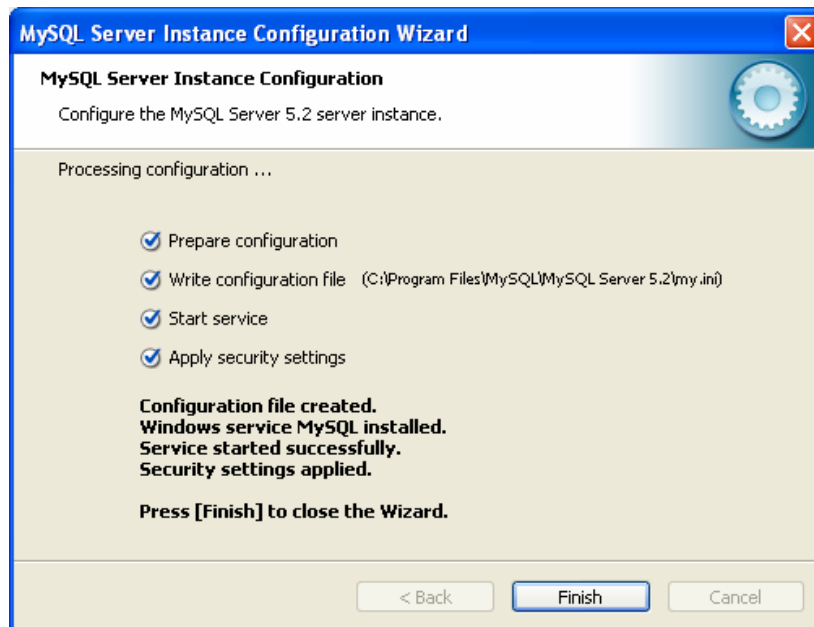 MySQL Server Instance Configuration Wizard
MySQL Server Instance Configuration
Configure the MySQL Server 5.2 server instance.
Processing configuration ...
Prepare configuration
Write configuration file (C:\Program Files\MySQL\MySQL Server 5.2\my.ini)
Start service
Apply security settings
Configuration file created.
Windows service MySQL installed.
Service started successfully.
Security settings applied.
Press [Finish] to close the Wizard.
< Back Finish Cancel